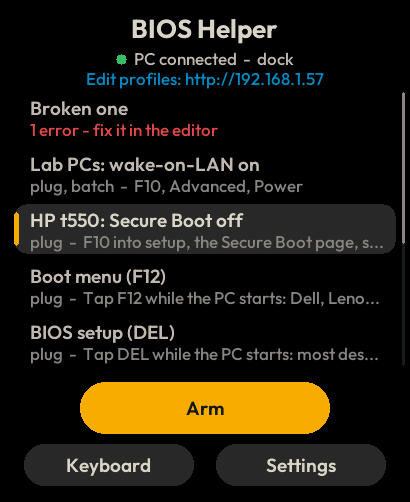 BIOS Helper
PC connected - dock
Edit profiles: http://192.168.1.57
Broken one
1 error - fix it in the editor
Lab PCs: wake-on-LAN on
plug, batch - F10, Advanced, Power
HP t550: Secure Boot off
plug - F10 into setup, the Secure Boot page, s...
Boot menu (F12)
plug - Tap F12 while the PC starts: Dell, Leno...
BIOS setup (DEL)
plug - Tap DEL while the PC starts: most des...
Arm
Keyboard
Settings